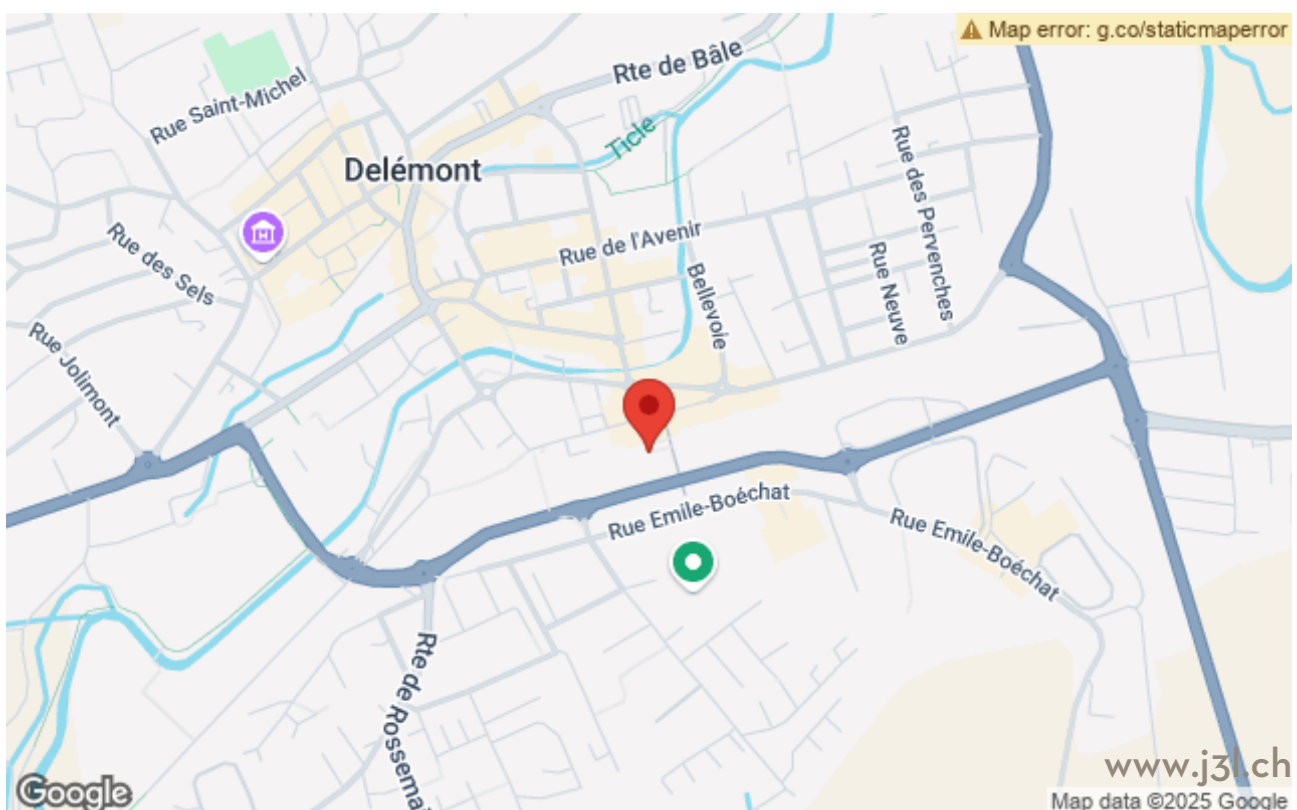 Map error: g.co/staticmaperror
Rte de Bâle
Rue Saint-Michel
Ticle
Delémont
Rue des Pervenches
Rue des Sels
Rue de l'Avenir
Bellevoie
Rue Neuve
Rue Jolimont
Rue Emile-Boéchat
Rue Emile-Boéchat
Rte de Rossemai
www.j3l.ch
Google
Map data ©2025 Google